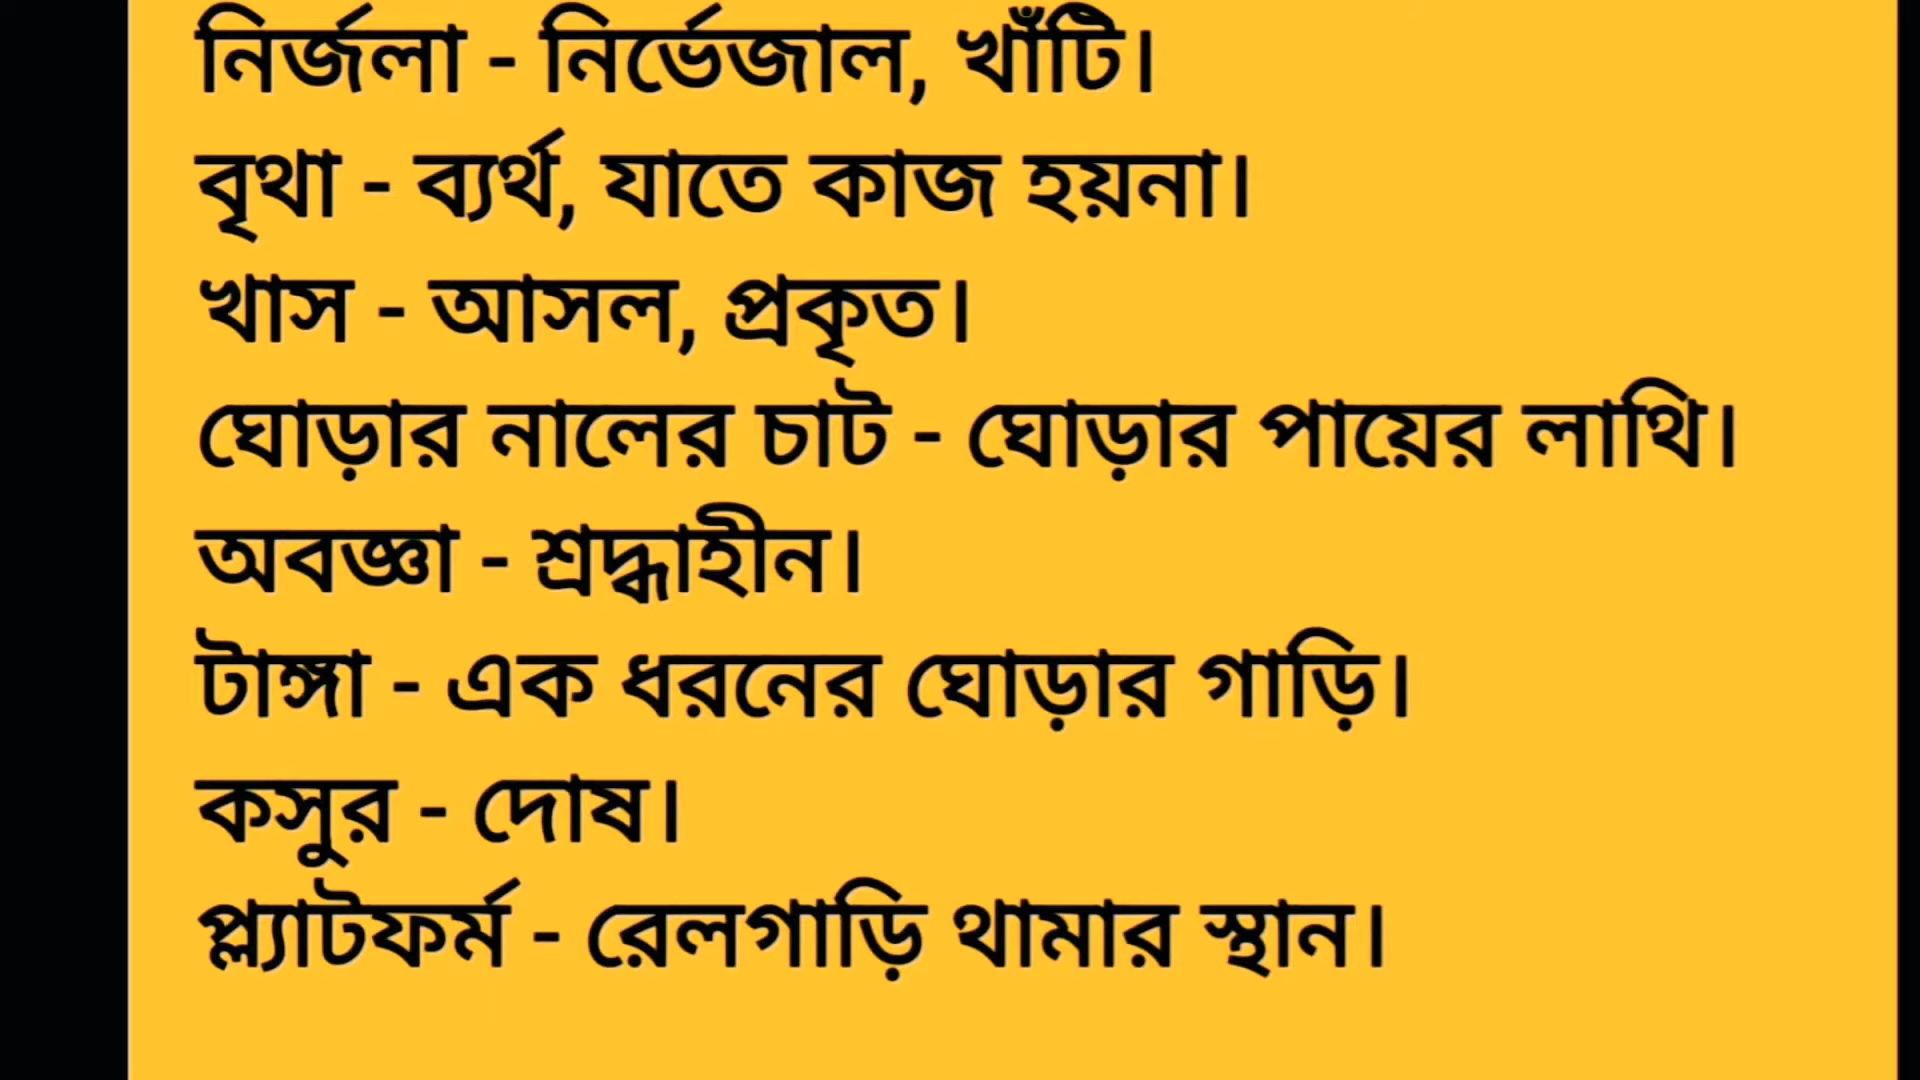 নির্জলা - নির্ভেজাল, খাঁটি।
বৃথা - ব্যর্থ, যাতে কাজ হয়না।
খাস - আসল, প্রকৃত।
ঘোড়ার নালের চাট - ঘোড়ার পায়ের লাথি।
অবজ্ঞা - শ্রদ্ধাহীন।
টাঙ্গা - এক ধরনের ঘোড়ার গাড়ি।
কসুর - দোষ।
প্ল্যাটফর্ম - রেলগাড়ি থামার স্থান।